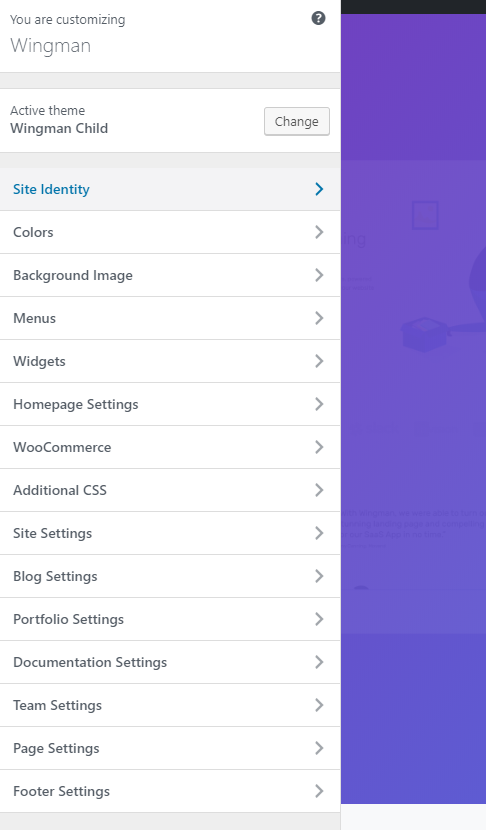 You are customizing
Wingman
Active theme
Wingman Child
Change
Site Identity
Colors
Background Image
Menus
Widgets
Homepage Settings
WooCommerce
Additional CSS
Site Settings
Blog Settings
Portfolio Settings
Documentation Settings
Team Settings
Page Settings
Footer Settings